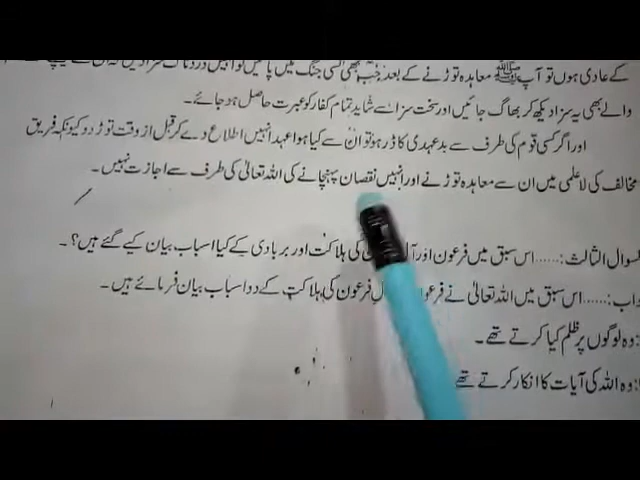 کے عادی ہوں تو آپ ﷺ معاہدہ توڑنے کے بعد جب بھی کسی جنگ میں پائیں تو انہیں دردناک سزا دیں
والے بھی یہ سزا دیکھ کر بھاگ جائیں اور سخت سزا سے شاید تمام کفار کو عبرت حاصل ہو جائے۔
اور اگر کسی قوم کی طرف سے بدعہدی کا ڈر ہو تو ان سے کیا ہوا عہد انہیں اطلاع دے کر قبل از وقت توڑ دو کیونکہ فریق
مخالف کی لاعلمی میں ان سے معاہدہ توڑنے اور انہیں نقصان پہنچانے کی اللہ تعالیٰ کی طرف سے اجازت نہیں۔
السوال الثالث:...... اس سبق میں فرعون اور کی ہلاکت اور بربادی کے کیا اسباب بیان کیے گئے ہیں؟۔
جواب:...... اس سبق میں اللہ تعالیٰ نے فرعون فرعون کی ہلاکت کے دو اسباب بیان فرمائے ہیں۔
وہ لوگوں پر ظلم کیا کرتے تھے۔
وہ اللہ کی آیات کا انکار کرتے تھے